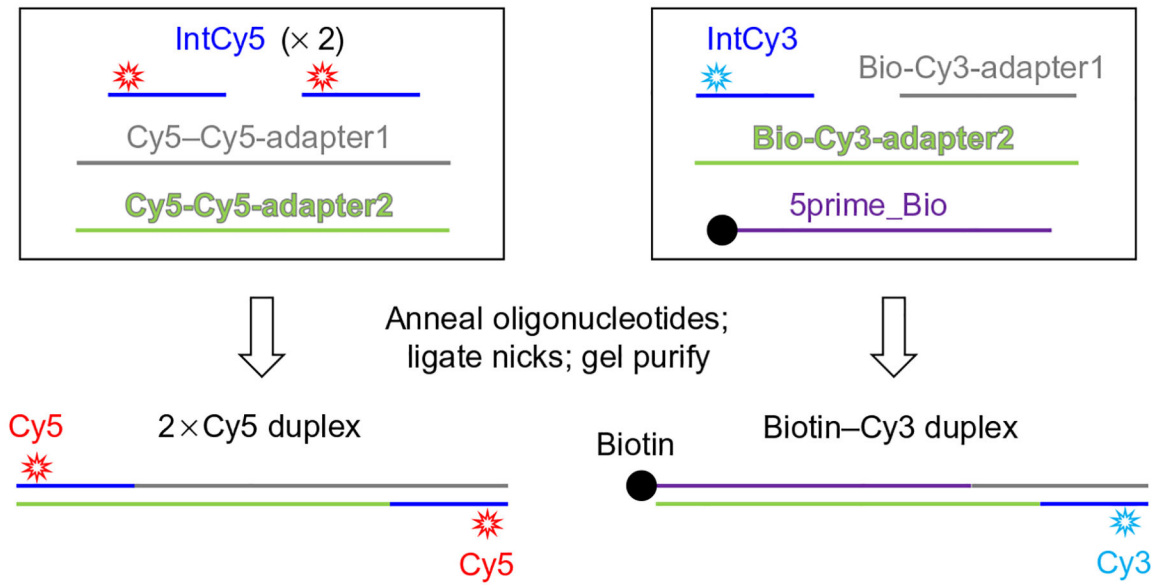 IntCy5 (× 2)
Cy5–Cy5-adapter1
Cy5-Cy5-adapter2
IntCy3
Bio-Cy3-adapter1
Bio-Cy3-adapter2
5prime_Bio
Anneal oligonucleotides;
ligate nicks; gel purify
Cy5
2×Cy5 duplex
Cy5
Biotin
Biotin–Cy3 duplex
Cy3